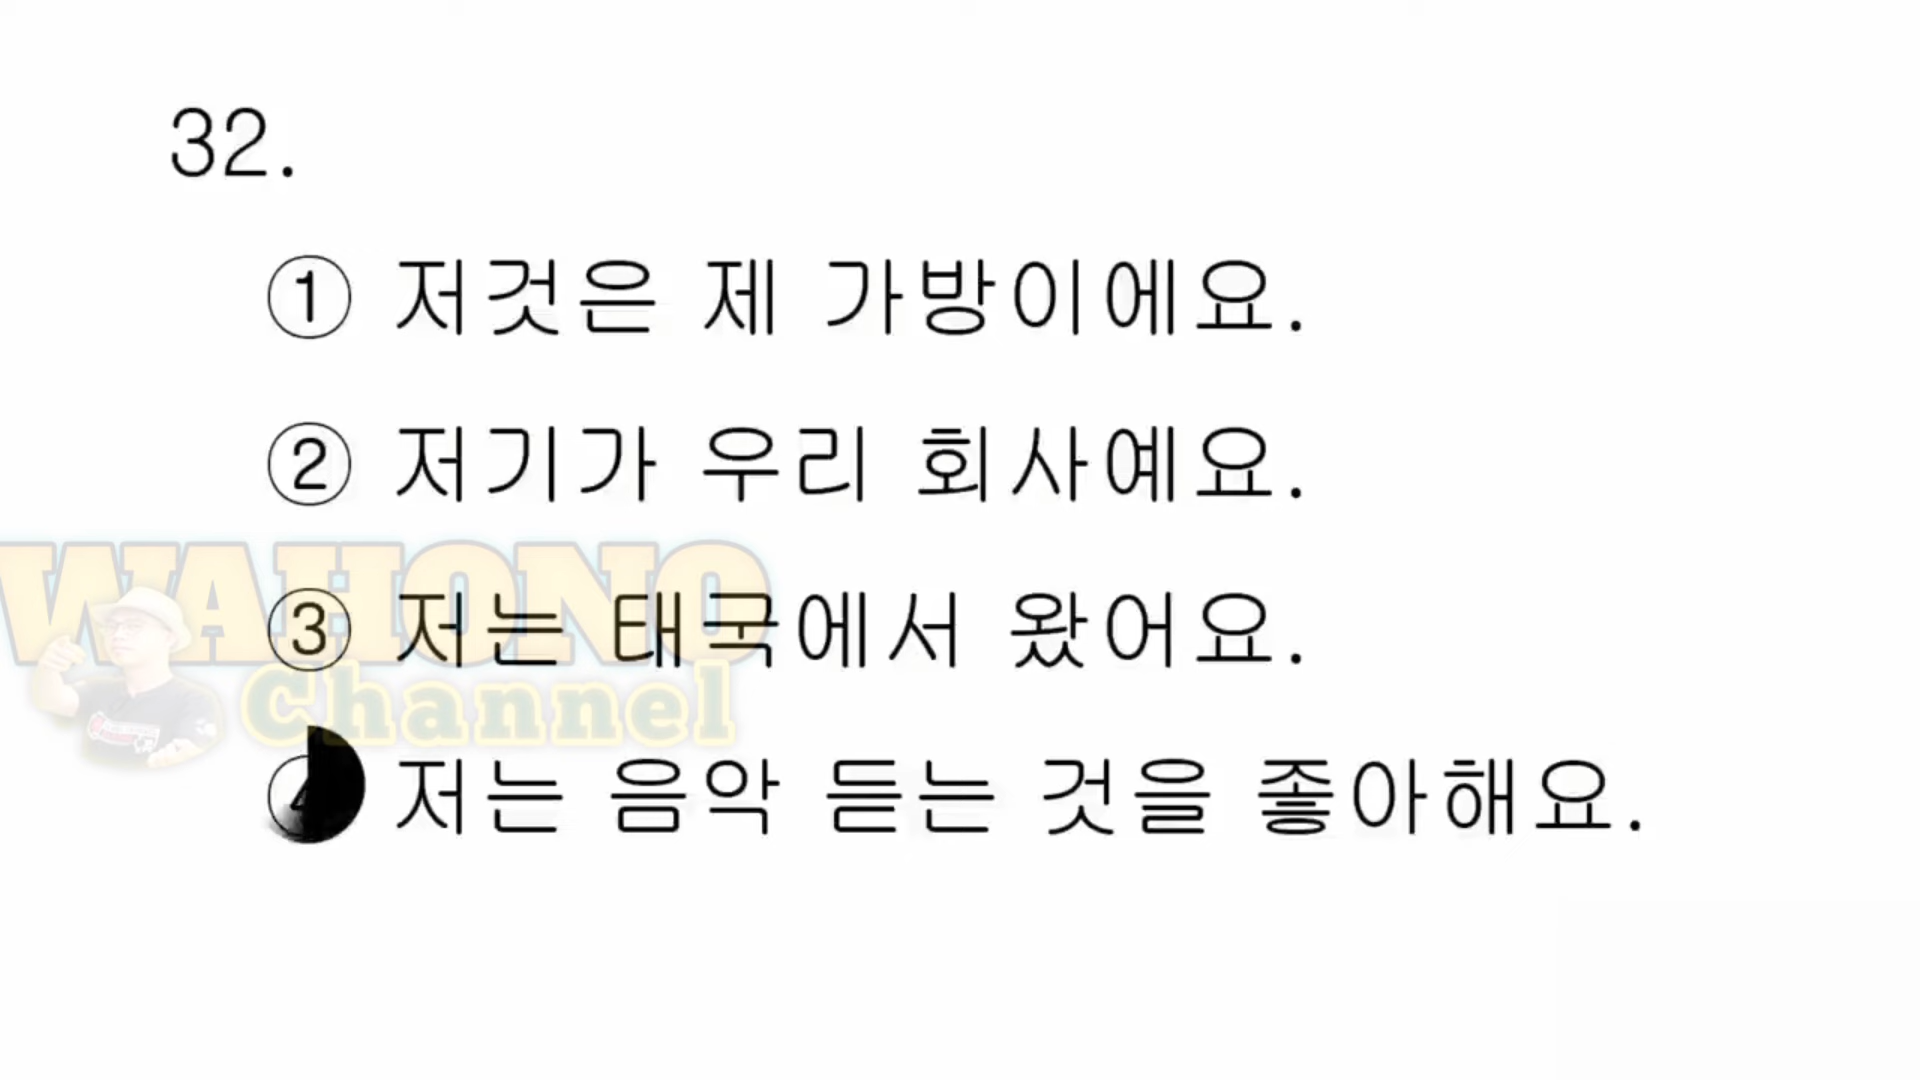 32.
① 저것은 제 가방이에요.
② 저기가 우리 회사예요.
WAHONO
③ 저는 태국에서 왔어요.
Channel
④ 저는 음악 듣는 것을 좋아해요.